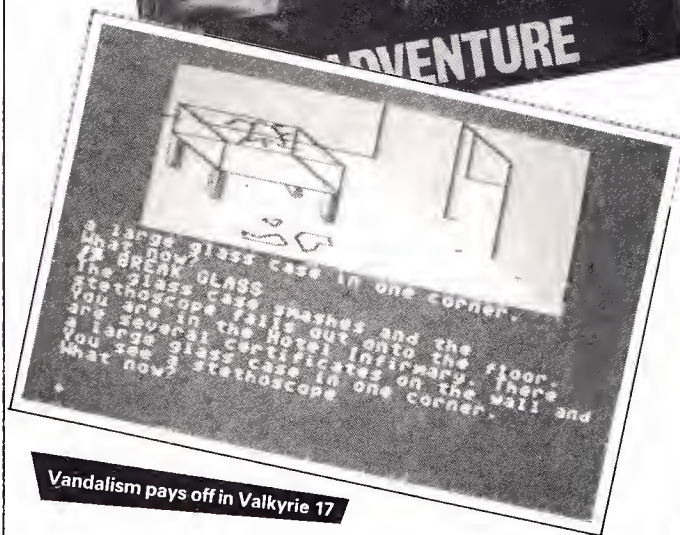 ADVENTURE
A large glass case in one corner.
What now?
BREAK GLASS
The glass case smashes and the
stethoscope falls out onto the floor.
You are in the Hotel Infirmary. There
are several certificates on the wall and
a large glass case in one corner.
You see a stethoscope
What now?
Vandalism pays off in Valkyrie 17